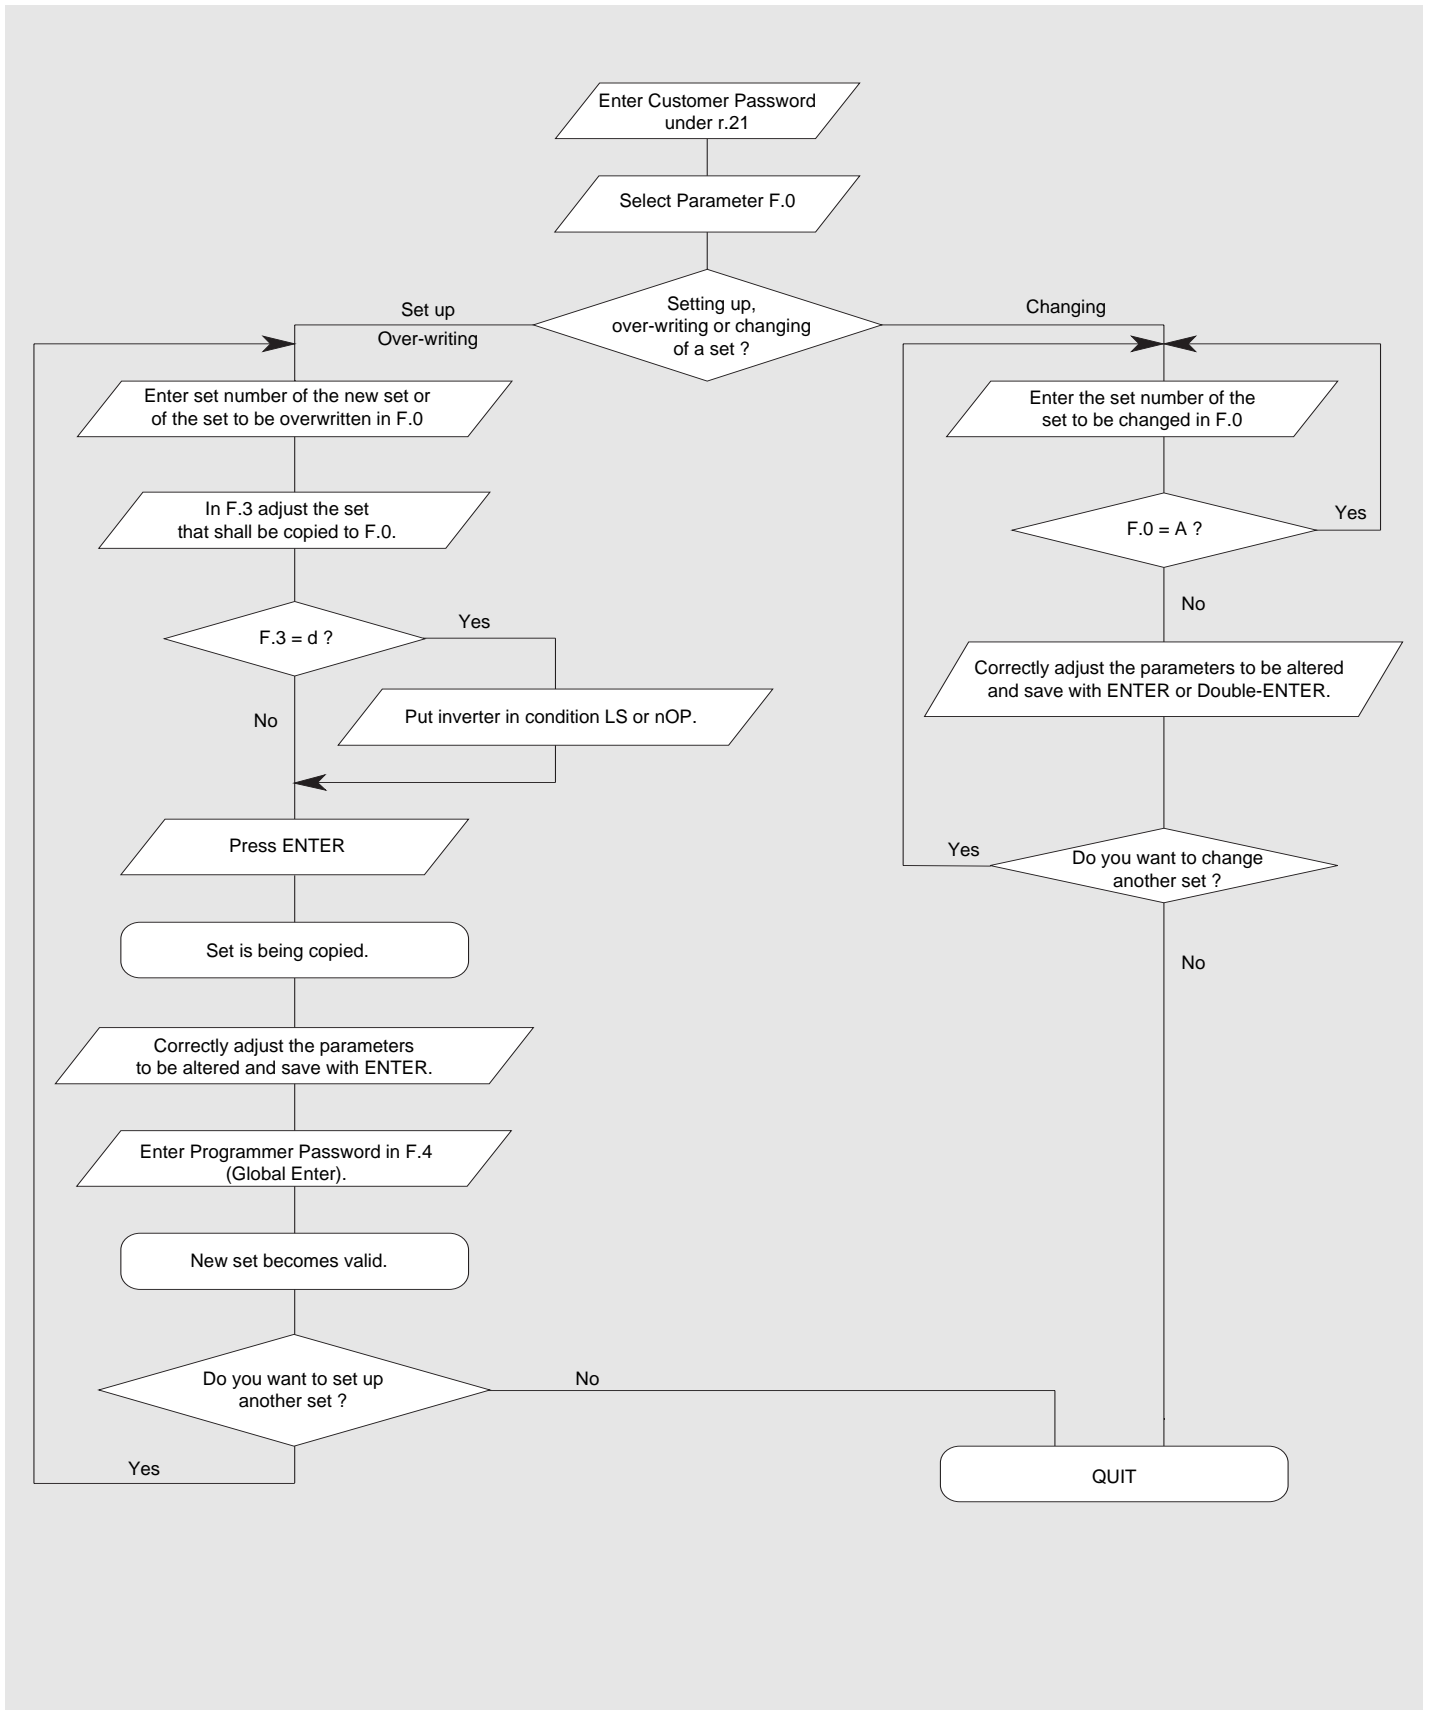 Enter Customer Password
under r.21
Select Parameter F.0
Setting up,
over-writing or changing
of a set ?
Set up
Over-writing
Changing
Enter set number of the new set or
of the set to be overwritten in F.0
In F.3 adjust the set
that shall be copied to F.0.
F.3 = d ?
Yes
No
Put inverter in condition LS or nOP.
Press ENTER
Set is being copied.
Correctly adjust the parameters
to be altered and save with ENTER.
Enter Programmer Password in F.4
(Global Enter).
New set becomes valid.
Do you want to set up
another set ?
No
Yes
Enter the set number of the
set to be changed in F.0
F.0 = A ?
Yes
No
Correctly adjust the parameters to be altered
and save with ENTER or Double-ENTER.
Yes
Do you want to change
another set ?
No
QUIT